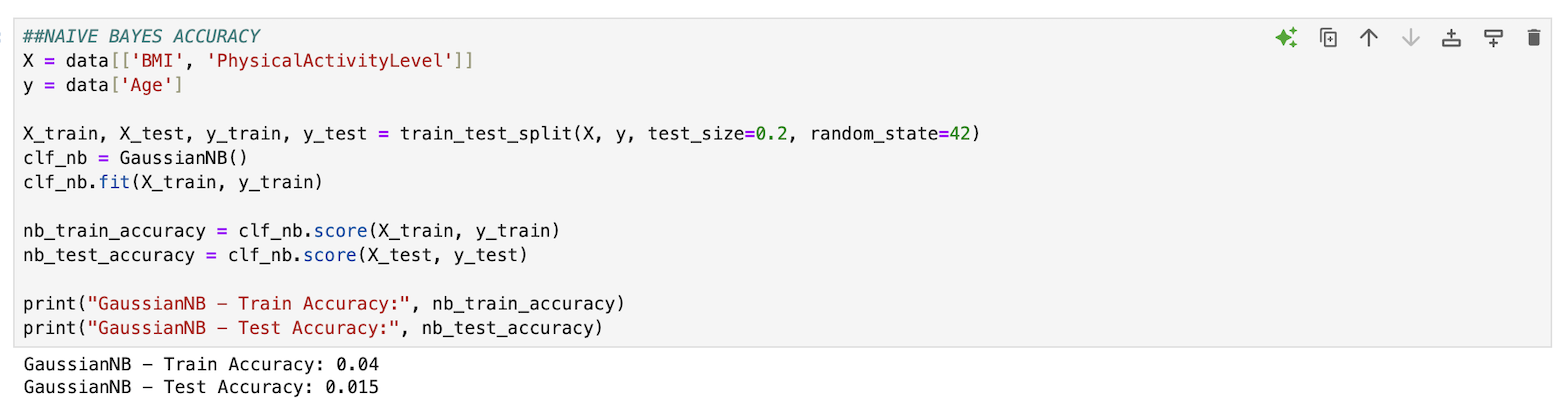 ##NAIVE BAYES ACCURACY
X = data[['BMI', 'PhysicalActivityLevel']]
y = data['Age']
X_train, X_test, y_train, y_test = train_test_split(X, y, test_size=0.2, random_state=42)
clf_nb = GaussianNB()
clf_nb.fit(X_train, y_train)
nb_train_accuracy = clf_nb.score(X_train, y_train)
nb_test_accuracy = clf_nb.score(X_test, y_test)
print("GaussianNB – Train Accuracy:", nb_train_accuracy)
print("GaussianNB – Test Accuracy:", nb_test_accuracy)
GaussianNB – Train Accuracy: 0.04
GaussianNB – Test Accuracy: 0.015